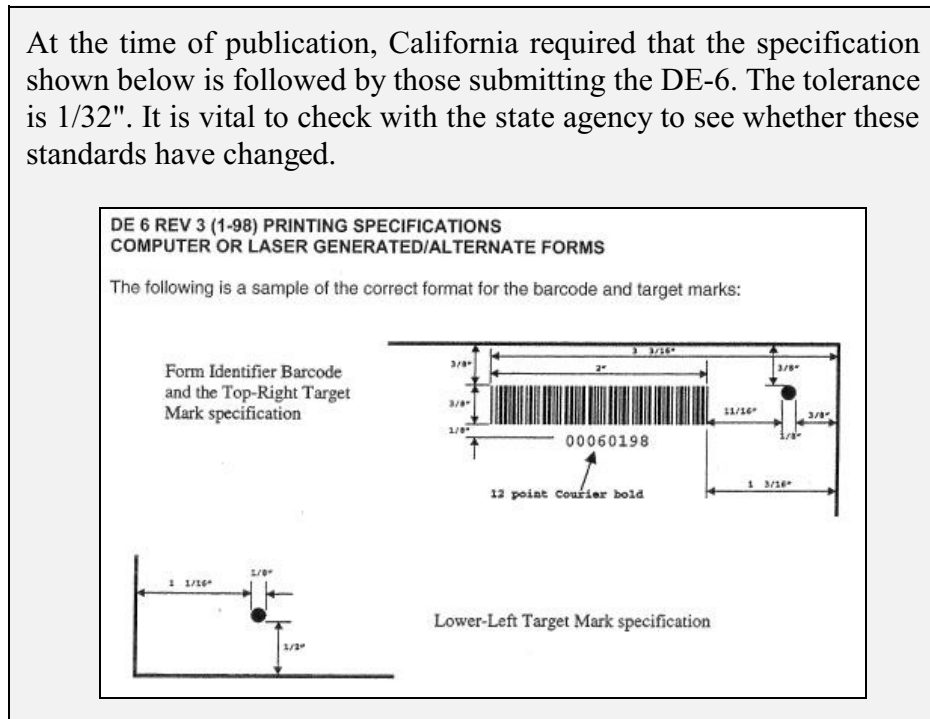 At the time of publication, California required that the specification
shown below is followed by those submitting the DE-6. The tolerance
is 1/32". It is vital to check with the state agency to see whether these
standards have changed.
DE 6 REV 3 (1-98) PRINTING SPECIFICATIONS
COMPUTER OR LASER GENERATED/ALTERNATE FORMS
The following is a sample of the correct format for the barcode and target marks:
Form Identifier Barcode
and the Top-Right Target
Mark specification
3/8"
3 3/16"
2"
3/8"
3/8"
11/16"
3/8"
1/8"
1/8"
00060198
12 point Courier bold
1 3/16"
1/8"
1 1/16"
Lower-Left Target Mark specification
1/2"